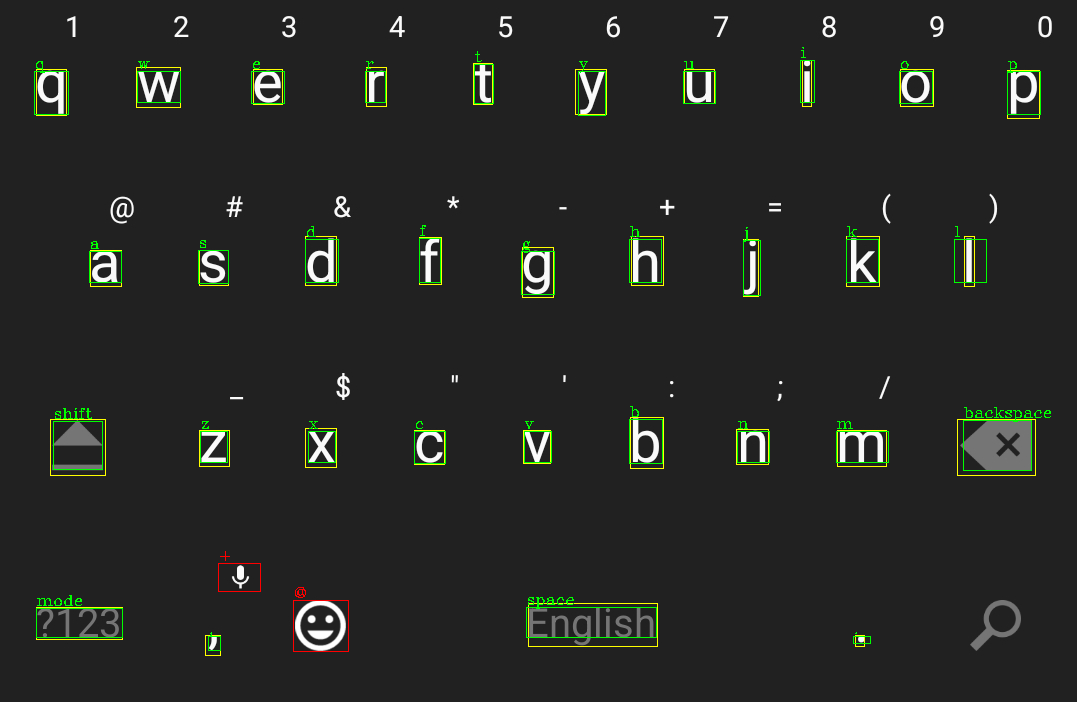 1 2 3 4 5 6 7 8 9 0
q w e r t y u i o p
q w e r t y u i o p
@ # & * - + = ( )
a s d f g h j k l
a s d f g h j k l
_ $ " ' : ; /
shift z x c v b n m backspace
z x c v b n m
+
mode @ space
?123 , English .